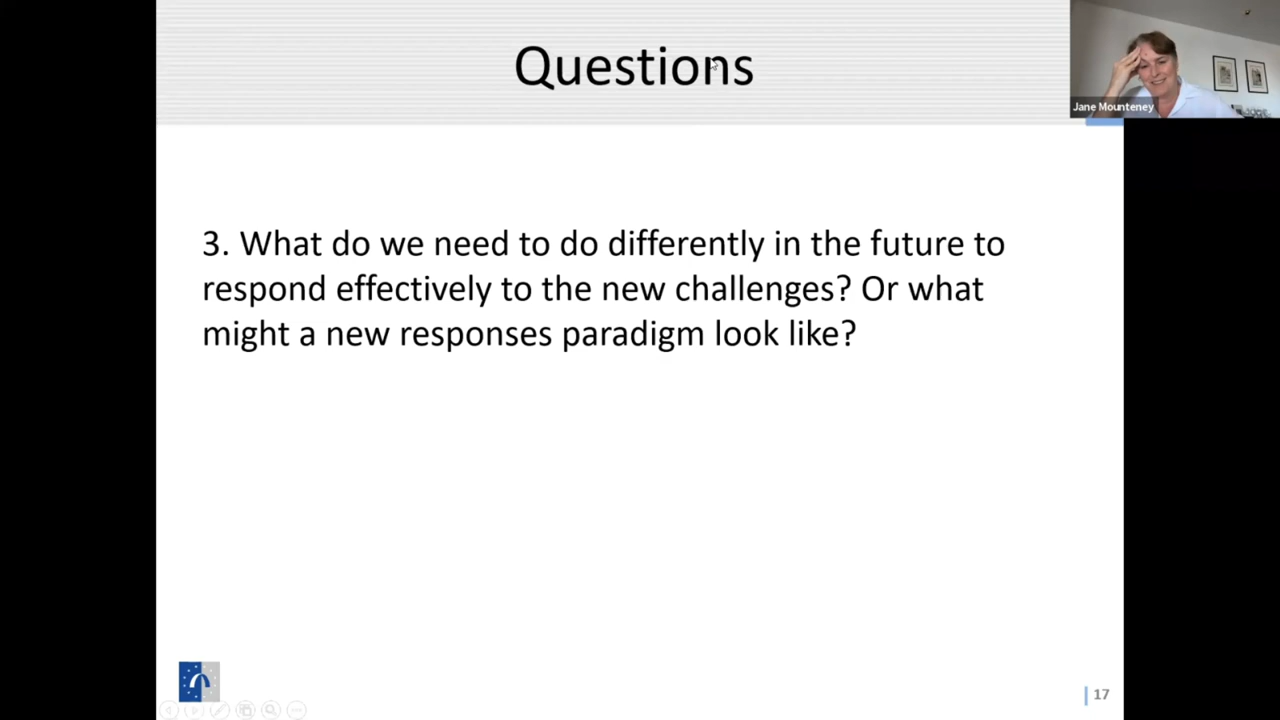 Questions
Jane Mounteney
3. What do we need to do differently in the future to
respond effectively to the new challenges? Or what
might a new responses paradigm look like?
17